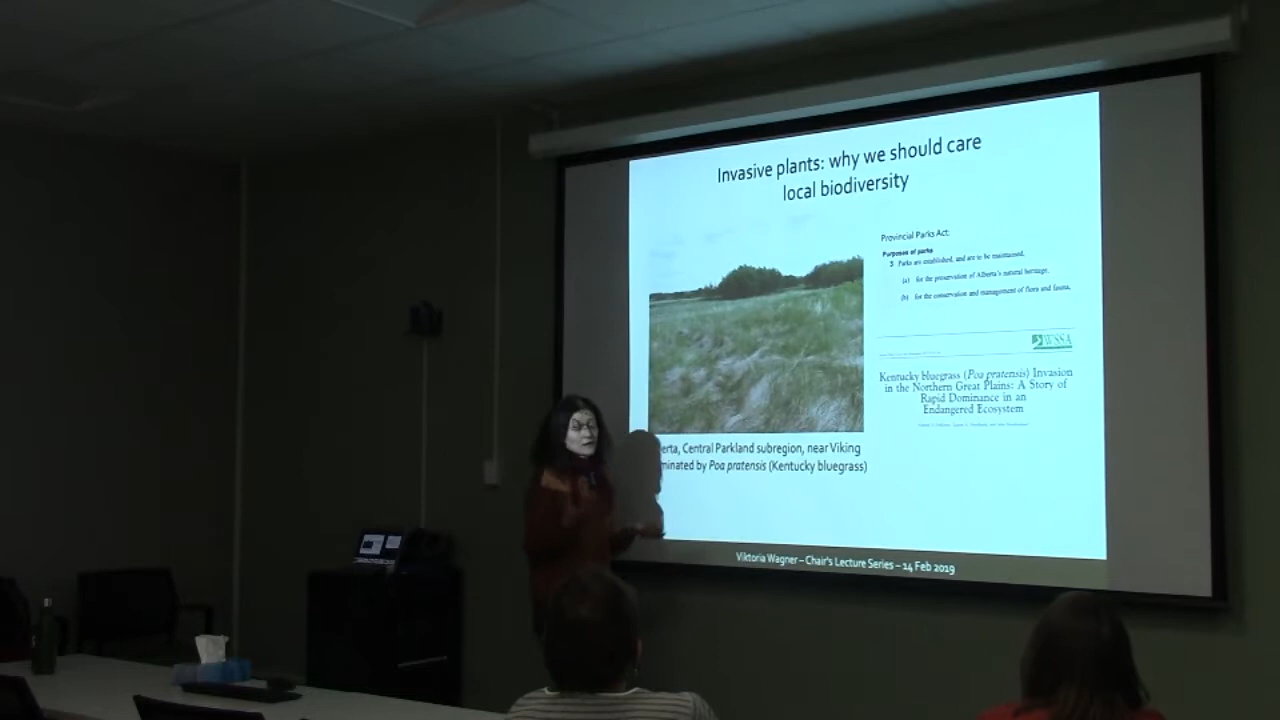 Invasive plants: why we should care
local biodiversity
Provincial Parks Act:
Purposes of parks
3 Parks are established, and are to be maintained,
(a) for the preservation of Alberta's natural heritage,
(b) for the conservation and management of flora and fauna,
WSSA
Kentucky bluegrass (Poa pratensis) Invasion
in the Northern Great Plains: A Story of
Rapid Dominance in an
Endangered Ecosystem
erta, Central Parkland subregion, near Viking
minated by Poa pratensis (Kentucky bluegrass)
Viktoria Wagner – Chair's Lecture Series – 14 Feb 2019